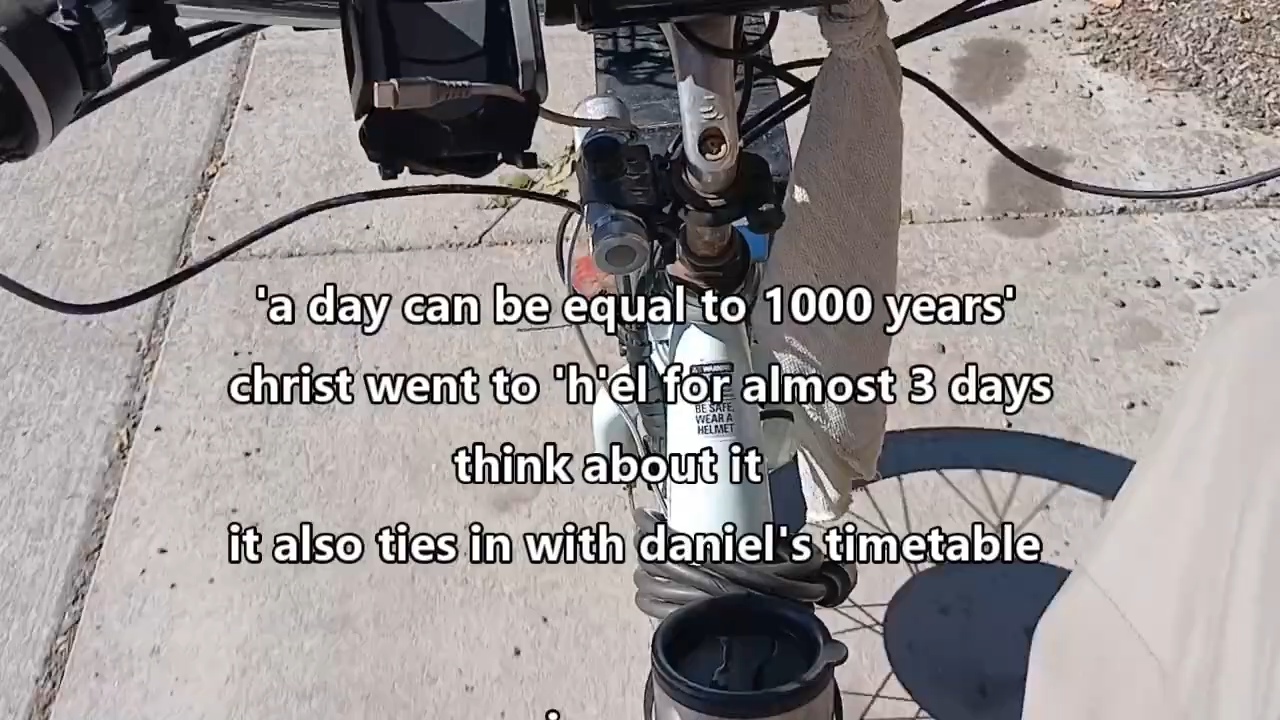 'a day can be equal to 1000 years'
christ went to 'h'el for almost 3 days
think about it
it also ties in with daniel's timetable
WARNING
BE SAFE,
WEAR A
HELMET